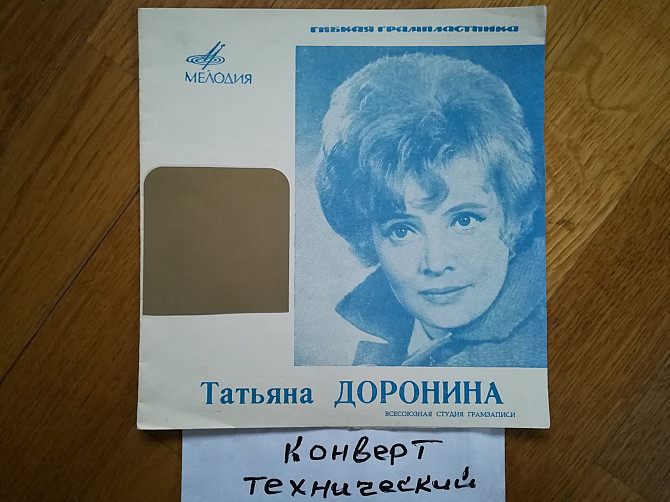 ГИБКАЯ ГРАМПЛАСТИНКА
МЕЛОДИЯ
Татьяна ДОРОНИНА
ВСЕСОЮЗНАЯ СТУДИЯ ГРАМЗАПИСИ
КОНВЕРТ
ТЕХНИЧЕСКИЙ